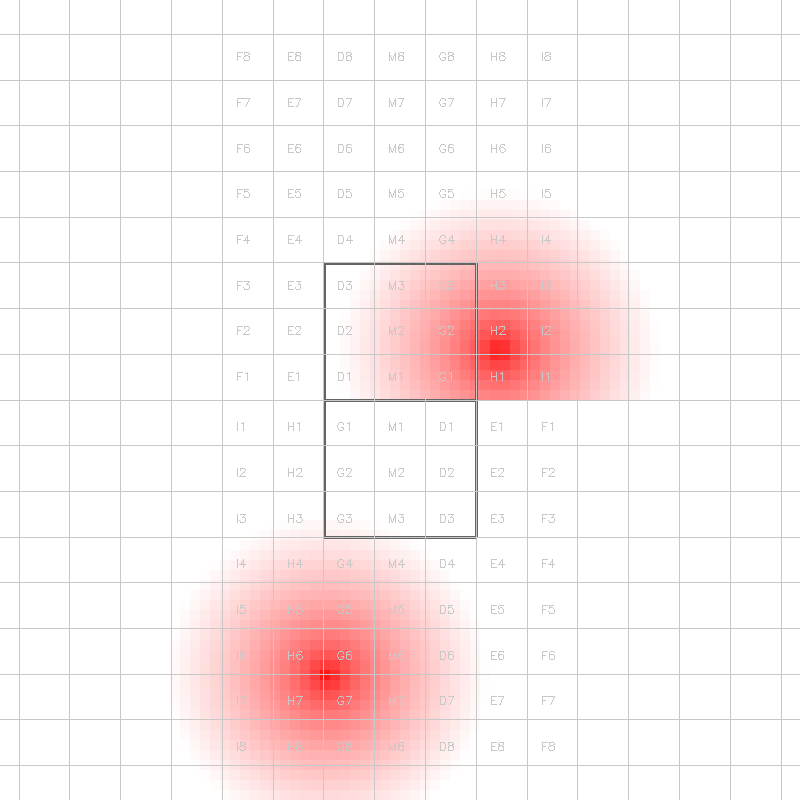 F8 E8 D8 M8 G8 H8 I8
F7 E7 D7 M7 G7 H7 I7
F6 E6 D6 M6 G6 H6 I6
F5 E5 D5 M5 G5 H5 I5
F4 E4 D4 M4 G4 H4 I4
F3 E3 D3 M3 G3 H3 I3
F2 E2 D2 M2 G2 H2 I2
F1 E1 D1 M1 G1 H1 I1
I1 H1 G1 M1 D1 E1 F1
I2 H2 G2 M2 D2 E2 F2
I3 H3 G3 M3 D3 E3 F3
I4 H4 G4 M4 D4 E4 F4
I5 H5 G5 M5 D5 E5 F5
I6 H6 G6 M6 D6 E6 F6
I7 H7 G7 M7 D7 E7 F7
I8 H8 G8 M8 D8 E8 F8